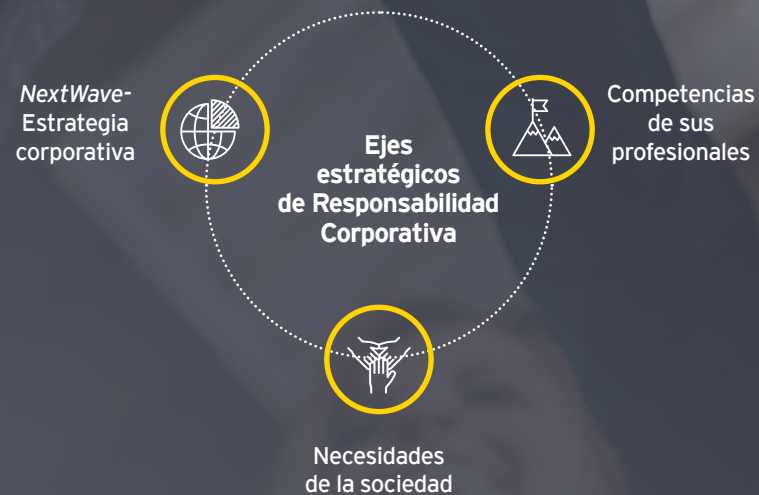 NextWave-
Estrategia
corporativa
Ejes
estratégicos
de Responsabilidad
Corporativa
Competencias
de sus
profesionales
Necesidades
de la sociedad